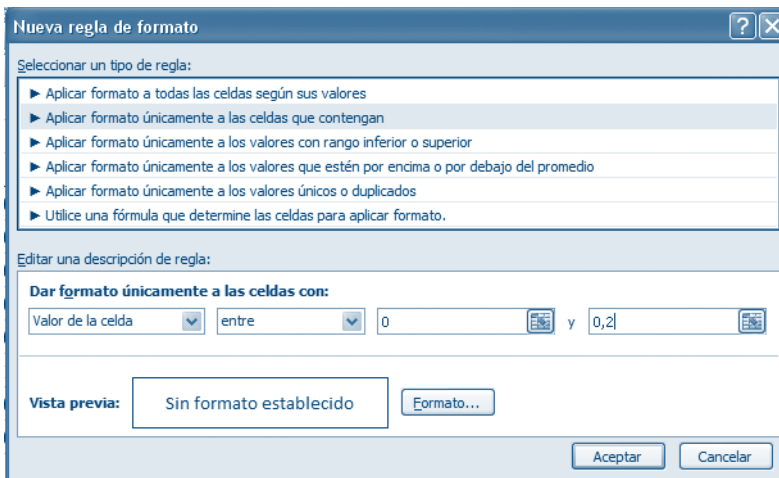 Nueva regla de formato
Seleccionar un tipo de regla:
► Aplicar formato a todas las celdas según sus valores
► Aplicar formato únicamente a las celdas que contengan
► Aplicar formato únicamente a los valores con rango inferior o superior
► Aplicar formato únicamente a los valores que estén por encima o por debajo del promedio
► Aplicar formato únicamente a los valores únicos o duplicados
► Utilice una fórmula que determine las celdas para aplicar formato.
Editar una descripción de regla:
Dar formato únicamente a las celdas con:
Valor de la celda entre 0 y 0,2
Vista previa: Sin formato establecido Formato...
Aceptar Cancelar